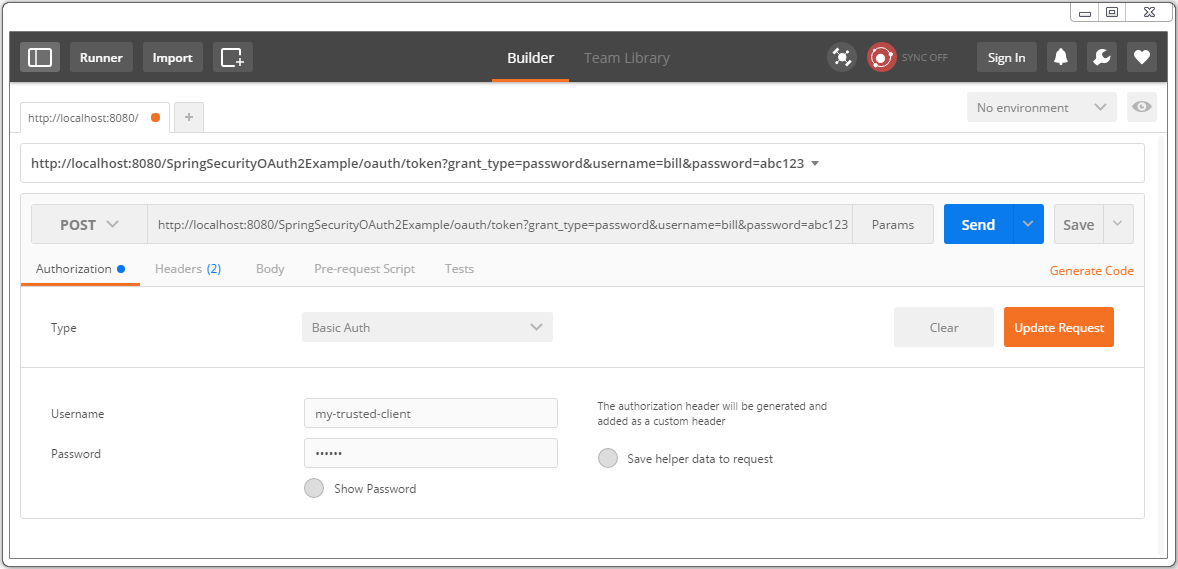 Runner Import Builder Team Library SYNC OFF Sign In
http://localhost:8080/ + No environment
http://localhost:8080/SpringSecurityOAuth2Example/oauth/token?grant_type=password&username=bill&password=abc123
POST http://localhost:8080/SpringSecurityOAuth2Example/oauth/token?grant_type=password&username=bill&password=abc123 Params Send Save
Authorization Headers (2) Body Pre-request Script Tests Generate Code
Type Basic Auth Clear Update Request
Username my-trusted-client The authorization header will be generated and
added as a custom header
Password •••••• Save helper data to request
Show Password